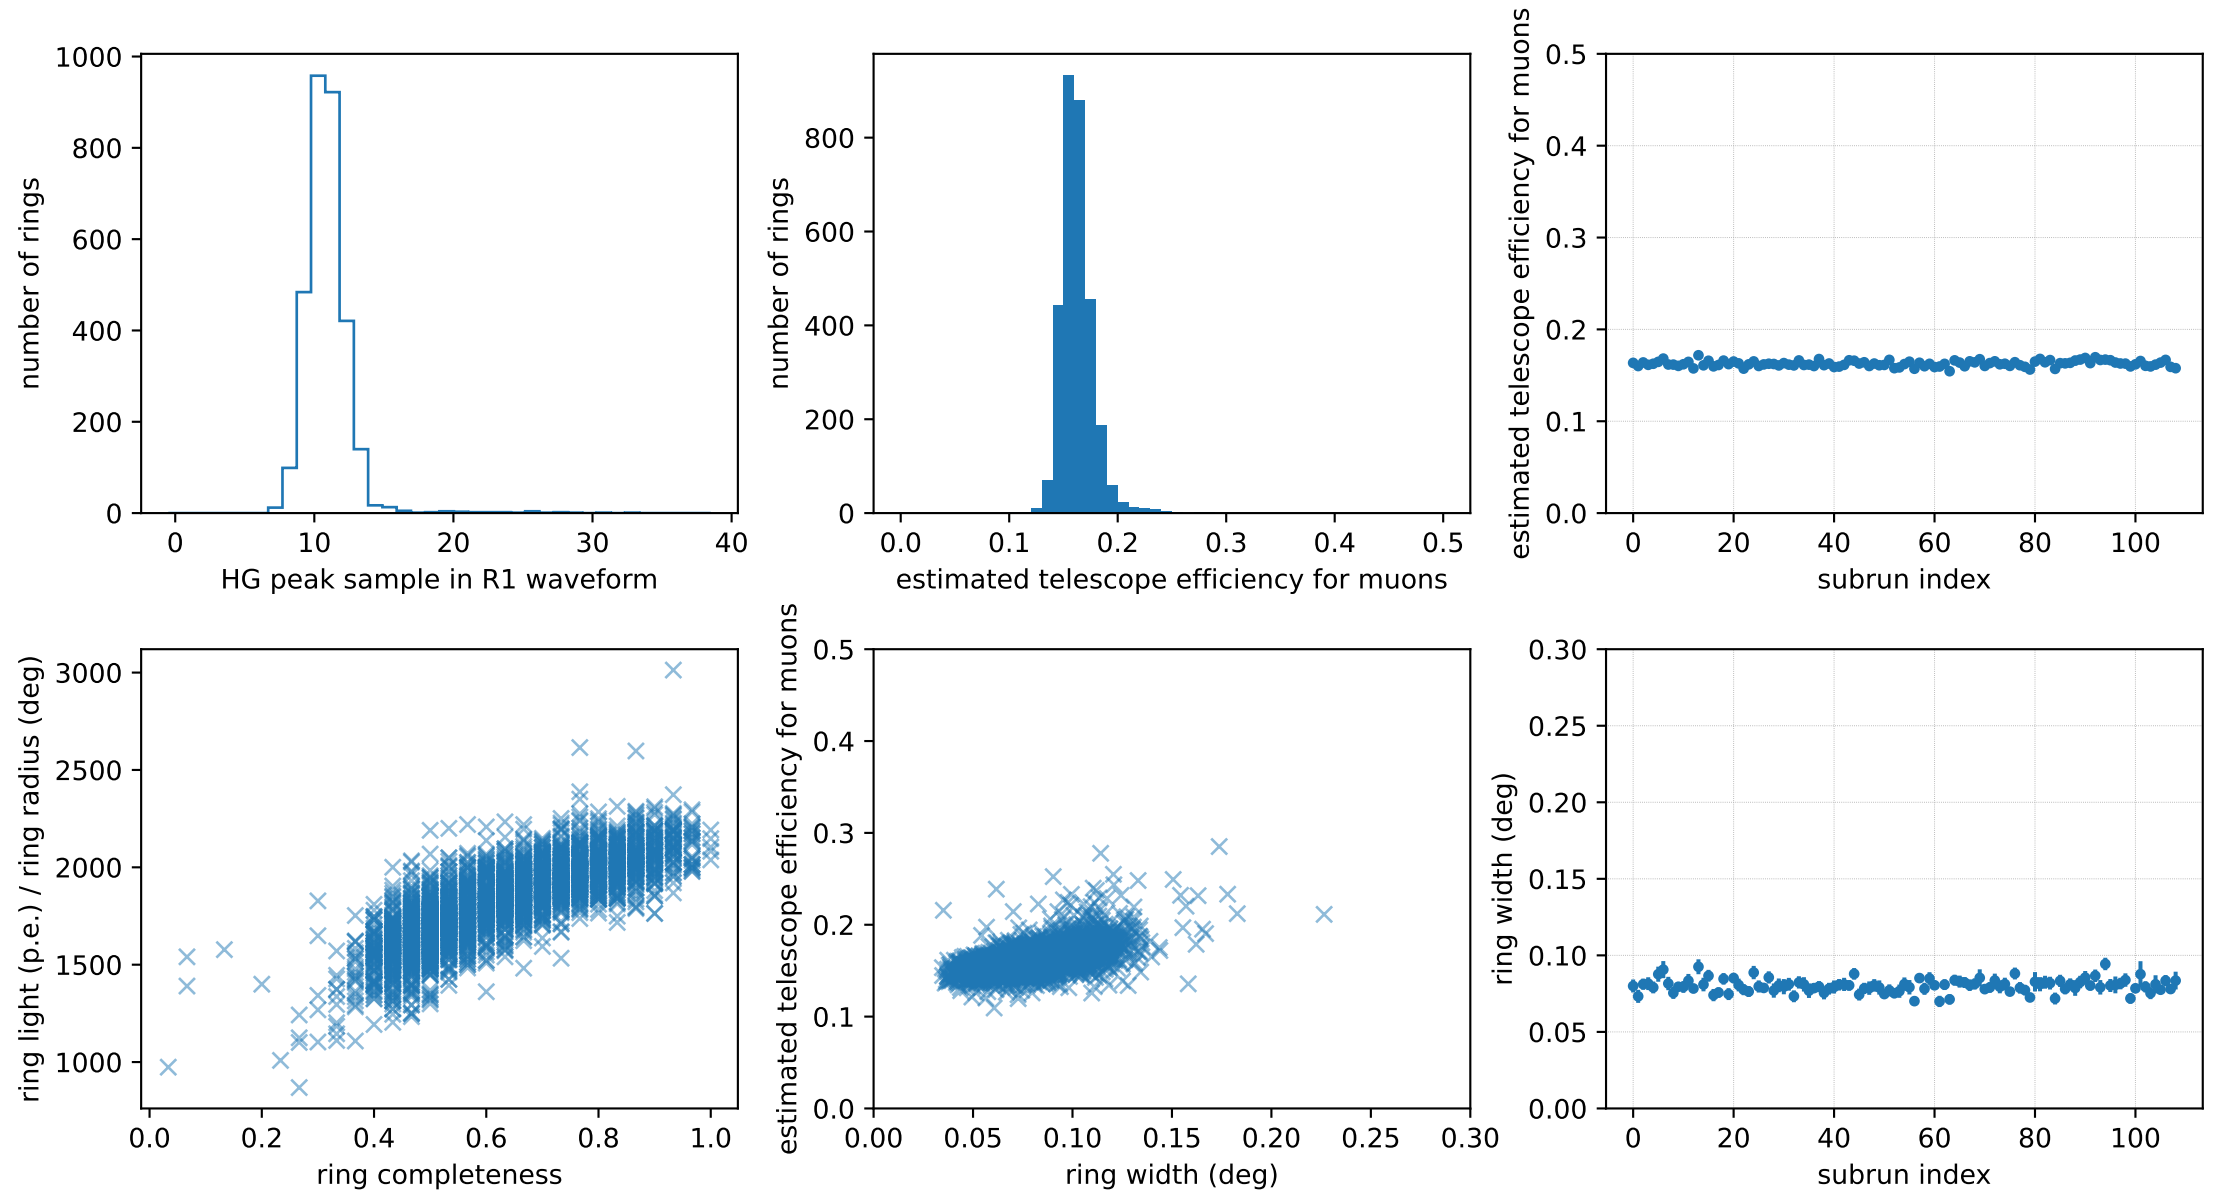 1000
800
600
400
200
0
number of rings
0 10 20 30 40
HG peak sample in R1 waveform
800
600
400
200
0
number of rings
0.0 0.1 0.2 0.3 0.4 0.5
estimated telescope efficiency for muons
0.5
0.4
0.3
0.2
0.1
0.0
estimated telescope efficiency for muons
0 20 40 60 80 100
subrun index
3000
2500
2000
1500
1000
ring light (p.e.) / ring radius (deg)
0.0 0.2 0.4 0.6 0.8 1.0
ring completeness
0.5
0.4
0.3
0.2
0.1
0.0
estimated telescope efficiency for muons
0.00 0.05 0.10 0.15 0.20 0.25 0.30
ring width (deg)
0.30
0.25
0.20
0.15
0.10
0.05
0.00
ring width (deg)
0 20 40 60 80 100
subrun index